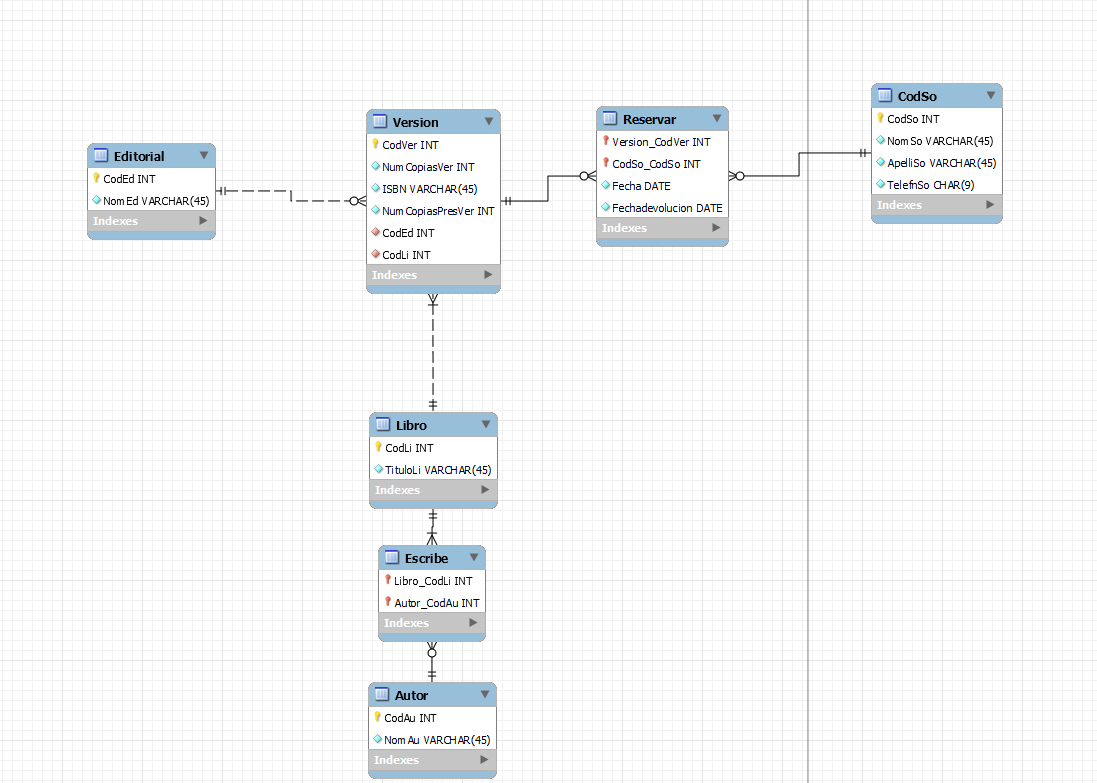 Editorial
CodEd INT
NomEd VARCHAR(45)
Indexes
Version
CodVer INT
NumCopiasVer INT
ISBN VARCHAR(45)
NumCopiasPresVer INT
CodEd INT
CodLi INT
Indexes
Reservar
Version_CodVer INT
CodSo_CodSo INT
Fecha DATE
Fechadevolucion DATE
Indexes
CodSo
CodSo INT
NomSo VARCHAR(45)
ApelliSo VARCHAR(45)
TelefnSo CHAR(9)
Indexes
Libro
CodLi INT
TituloLi VARCHAR(45)
Indexes
Escribe
Libro_CodLi INT
Autor_CodAu INT
Indexes
Autor
CodAu INT
NomAu VARCHAR(45)
Indexes